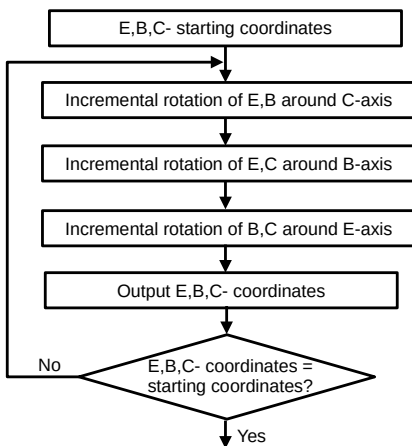 E,B,C- starting coordinates
Incremental rotation of E,B around C-axis
Incremental rotation of E,C around B-axis
Incremental rotation of B,C around E-axis
Output E,B,C- coordinates
No
E,B,C- coordinates =
starting coordinates?
Yes